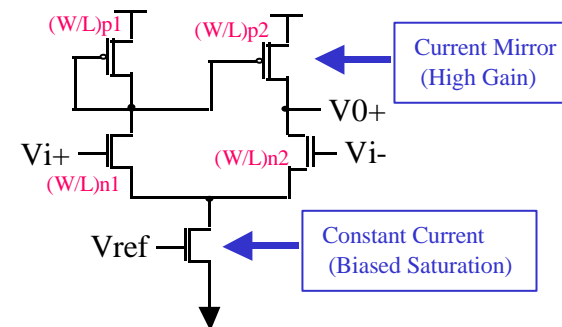 (W/L)p1
(W/L)p2
Current Mirror
(High Gain)
V0+
Vi+
(W/L)n2
Vi-
(W/L)n1
Vref
Constant Current
(Biased Saturation)